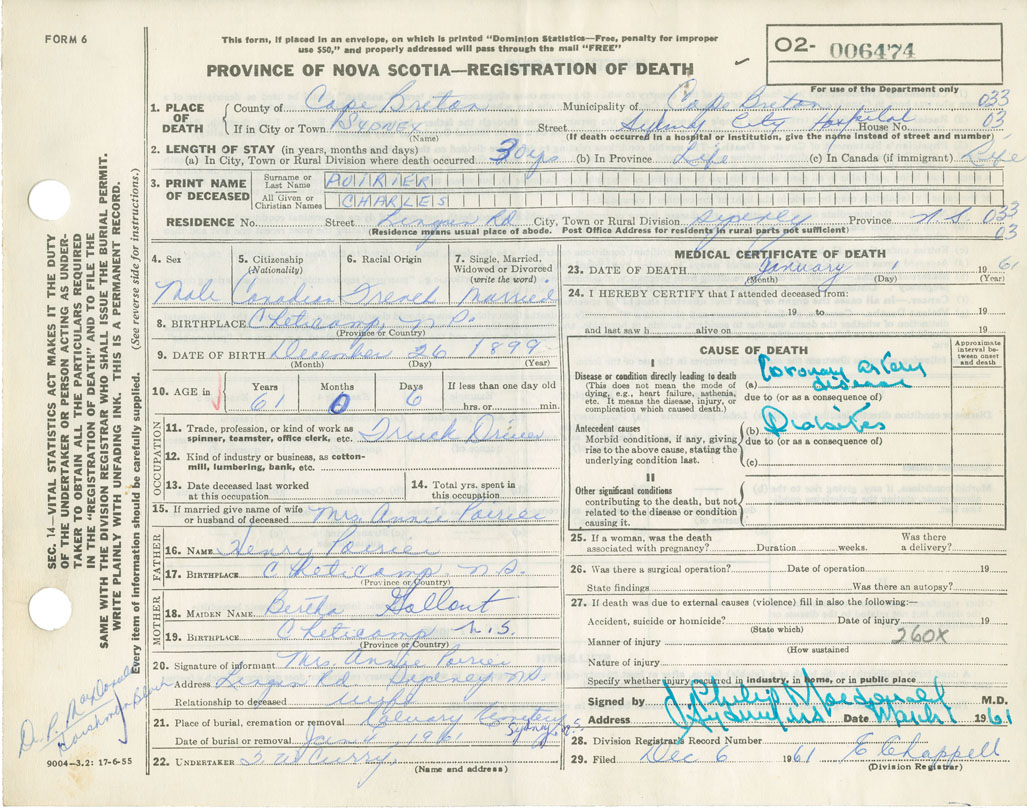 FORM 6
This form, if placed in an envelope, on which is printed "Dominion Statistics—Free, penalty for improper
use $50," and properly addressed will pass through the mail "FREE"
PROVINCE OF NOVA SCOTIA—REGISTRATION OF DEATH
02- 006474
For use of the Department only
1. PLACE OF DEATH
County of Cape Breton Municipality of Cape Breton 033
If in City or Town SYDNEY Street Sydney City Hospital House No. 03
(Name) (If death occurred in a hospital or institution, give the name instead of street and number)
2. LENGTH OF STAY (in years, months and days)
(a) In City, Town or Rural Division where death occurred 30 yrs (b) In Province Life (c) In Canada (if immigrant) Life
3. PRINT NAME OF DECEASED
Surname or Last Name POIRIER
All Given or Christian Names CHARLES
RESIDENCE No. Street Lingan Rd City, Town or Rural Division Sydney Province N.S. 033
(Residence means usual place of abode. Post Office Address for residents in rural parts not sufficient) 03
4. Sex 5. Citizenship (Nationality) 6. Racial Origin 7. Single, Married, Widowed or Divorced (write the word)
Male Canadian French Married
8. BIRTHPLACE Cheticamp N.S.
(Province or Country)
9. DATE OF BIRTH December 26 1899
(Month) (Day) (Year)
10. AGE in Years Months Days If less than one day old
61 0 6 hrs. or min.
OCCUPATION
11. Trade, profession, or kind of work as
spinner, teamster, office clerk, etc. Truck Driver
12. Kind of industry or business, as cotton-
mill, lumbering, bank, etc.
13. Date deceased last worked at this occupation
14. Total yrs. spent in this occupation
15. If married give name of wife
or husband of deceased Mrs. Annie Poirier
FATHER
16. NAME Henry Poirier
17. BIRTHPLACE Cheticamp N.S.
(Province or Country)
MOTHER
18. MAIDEN NAME Bertha Gallant
19. BIRTHPLACE Cheticamp N.S.
(Province or Country)
20. Signature of informant Mrs. Annie Poirier
Address Lingan Rd Sydney N.S.
Relationship to deceased wife
21. Place of burial, cremation or removal Calvary Cemetery
Sydney N.S.
Date of burial or removal Jan 4 1961
22. UNDERTAKER T. W. Curry
(Name and address)
MEDICAL CERTIFICATE OF DEATH
23. DATE OF DEATH January 1 1961
(Month) (Day) (Year)
24. I HEREBY CERTIFY that I attended deceased from:
19 to 19
and last saw h alive on 19
CAUSE OF DEATH
Approximate interval between onset and death
I
Disease or condition directly leading to death
(This does not mean the mode of
dying, e.g., heart failure, asthenia,
etc. It means the disease, injury, or
complication which caused death.)
(a) Coronary artery
disease
due to (or as a consequence of)
Antecedent causes
Morbid conditions, if any, giving
rise to the above cause, stating the
underlying condition last.
(b) Diabetes
due to (or as a consequence of)
(c)
II
Other significant conditions
contributing to the death, but not
related to the disease or condition
causing it.
25. If a woman, was the death
associated with pregnancy? Duration weeks. Was there a delivery?
26. Was there a surgical operation? Date of operation 19
State findings Was there an autopsy?
27. If death was due to external causes (violence) fill in also the following:—
Accident, suicide or homicide? Date of injury 19
(State which)
Manner of injury 260X
(How sustained)
Nature of injury
Specify whether injury occurred in industry, in home, or in public place
Signed by J Philip Macdonald M.D.
Address Date March 1 1961
28. Division Registrar's Record Number
29. Filed Dec 6 1961 E Chappell
(Division Registrar)
SEC. 14—VITAL STATISTICS ACT MAKES IT THE DUTY
OF THE UNDERTAKER OR PERSON ACTING AS UNDER-
TAKER TO OBTAIN ALL THE PARTICULARS REQUIRED
IN THE "REGISTRATION OF DEATH" AND TO FILE THE
SAME WITH THE DIVISION REGISTRAR WHO SHALL ISSUE THE BURIAL PERMIT.
WRITE PLAINLY WITH UNFADING INK. THIS IS A PERMANENT RECORD.
Every item of information should be carefully supplied. (See reverse side for instructions.)
D. P. MacDonald
9004—3.2: 17-6-55